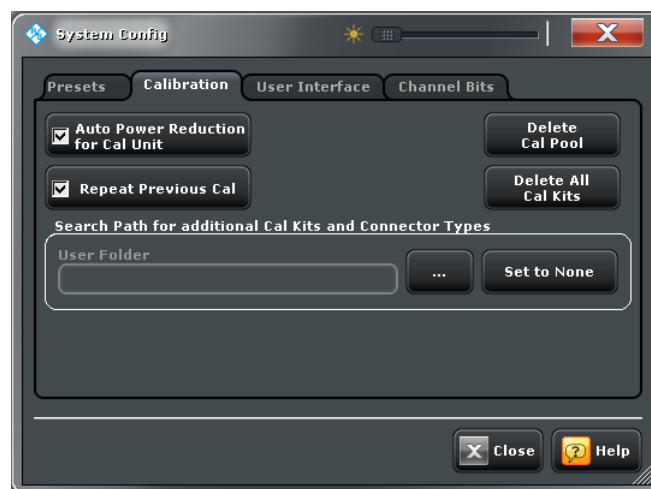 System Config
Presets Calibration User Interface Channel Bits
Auto Power Reduction
for Cal Unit
Delete
Cal Pool
Repeat Previous Cal
Delete All
Cal Kits
Search Path for additional Cal Kits and Connector Types
User Folder
...
Set to None
Close
Help